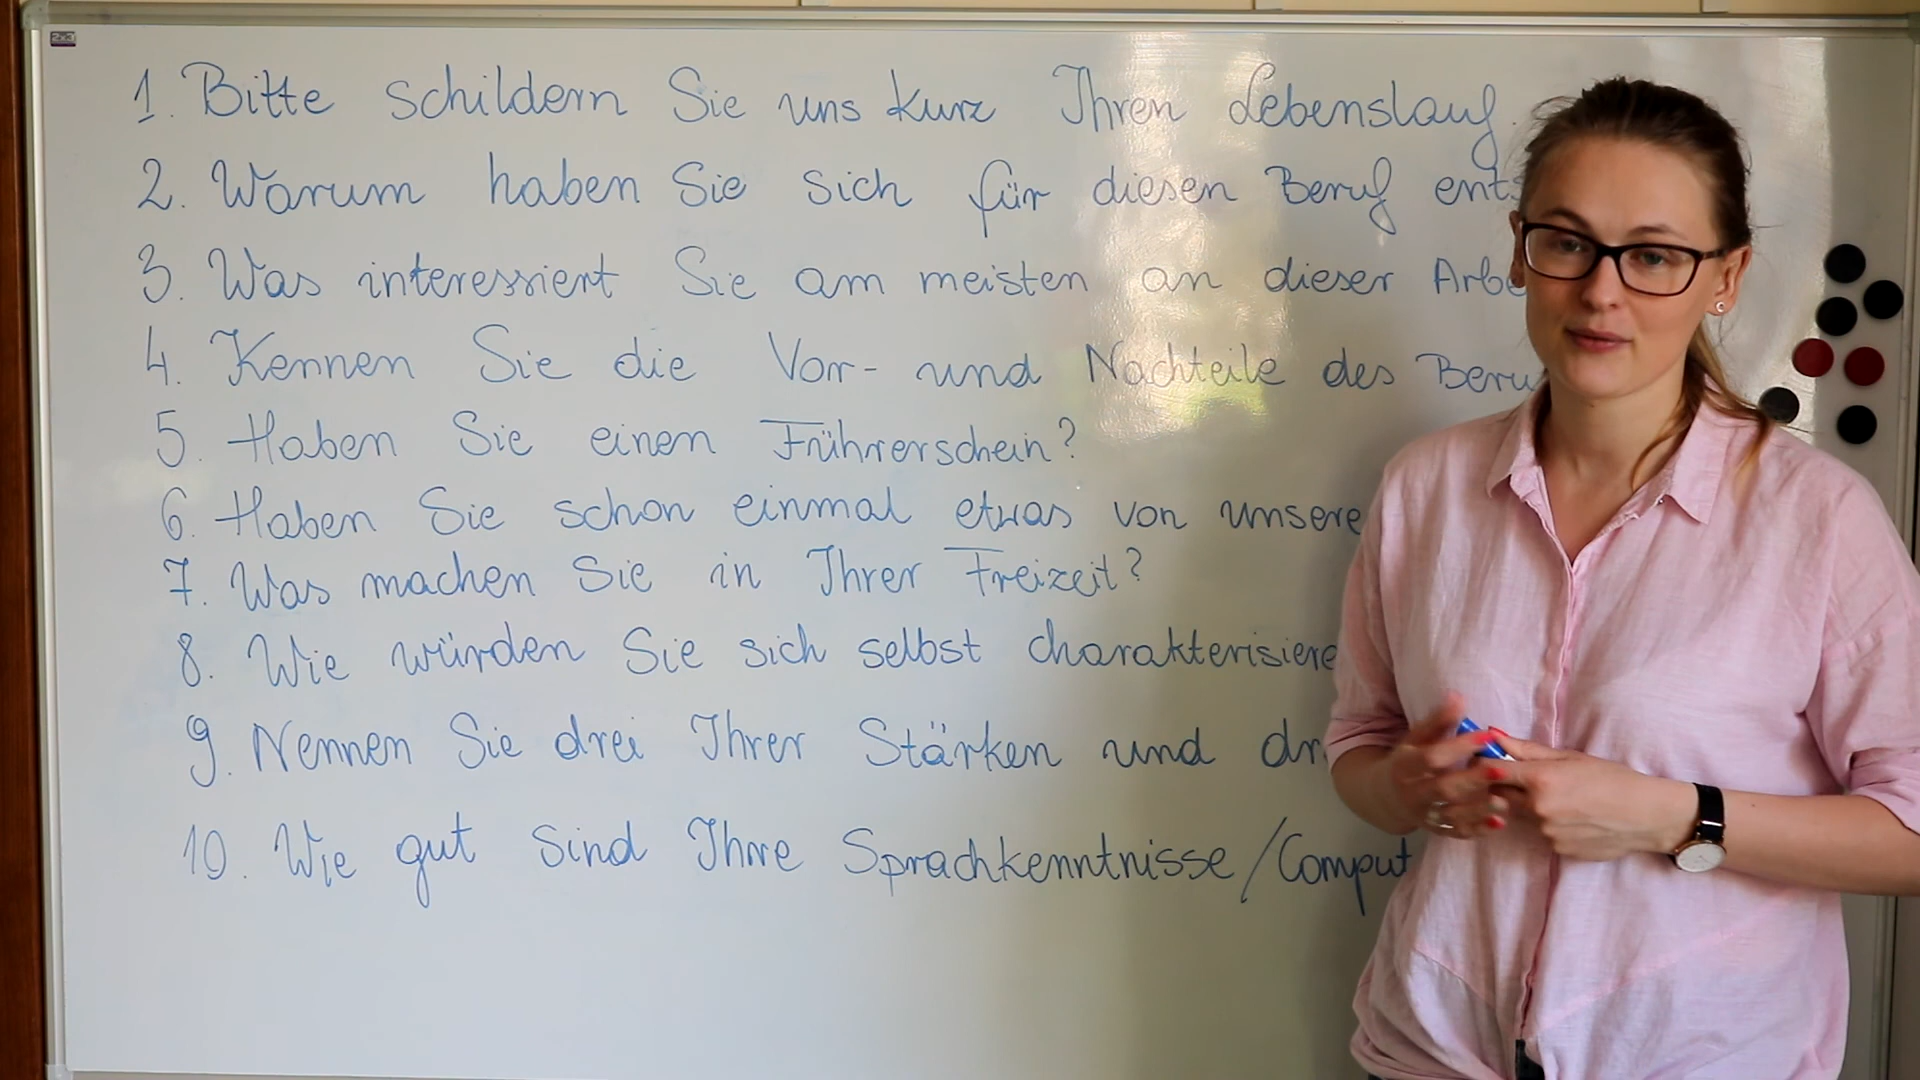 1. Bitte schildern Sie uns kurz Ihren Lebenslauf.
2. Warum haben Sie sich für diesen Beruf ents
3. Was interessiert Sie am meisten an dieser Arbe
4. Kennen Sie die Vor- und Nachteile des Beru
5. Haben Sie einen Führerschein?
6. Haben Sie schon einmal etwas von unsere
7. Was machen Sie in Ihrer Freizeit?
8. Wie würden Sie sich selbst charakterisiere
9. Nennen Sie drei Ihrer Stärken und dr
10. Wie gut sind Ihre Sprachkenntnisse/Comput